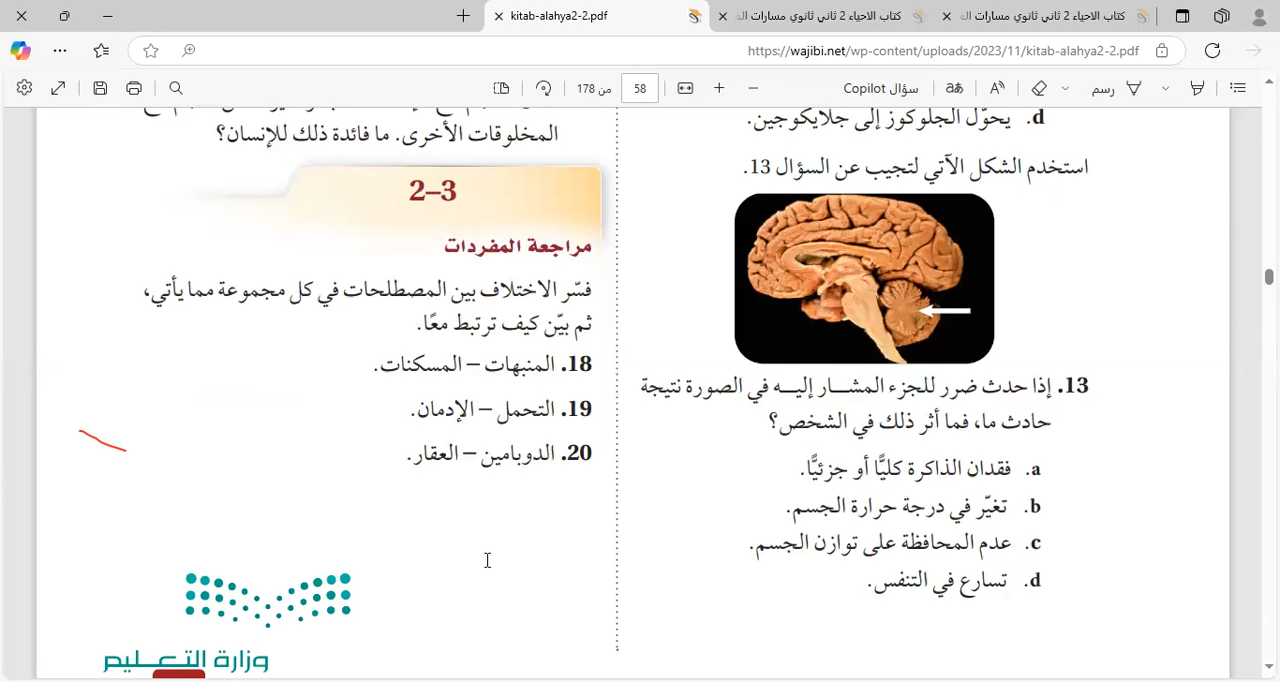 kitab-alahya2-2.pdf
كتاب الاحياء 2 ثاني ثانوي مسارات الف
كتاب الاحياء 2 ثاني ثانوي مسارات الف
https://wajibi.net/wp-content/uploads/2023/11/kitab-alahya2-2.pdf
58 من 178
سؤال Copilot
رسم
d. يحوّل الجلوكوز إلى جلايكوجين.
استخدم الشكل الآتي لتجيب عن السؤال 13.
13. إذا حدث ضرر للجزء المشـــار إليـــه في الصورة نتيجة
حادث ما، فما أثر ذلك في الشخص؟
a. فقدان الذاكرة كليًّا أو جزئيًّا.
b. تغيّر في درجة حرارة الجسم.
c. عدم المحافظة على توازن الجسم.
d. تسارع في التنفس.
المخلوقات الأخرى. ما فائدة ذلك للإنسان؟
2–3
مراجعة المفردات
فسّر الاختلاف بين المصطلحات في كل مجموعة مما يأتي،
ثم بيّن كيف ترتبط معًا.
18. المنبهات – المسكنات.
19. التحمل – الإدمان.
20. الدوبامين – العقار.
وزارة التعـــليم